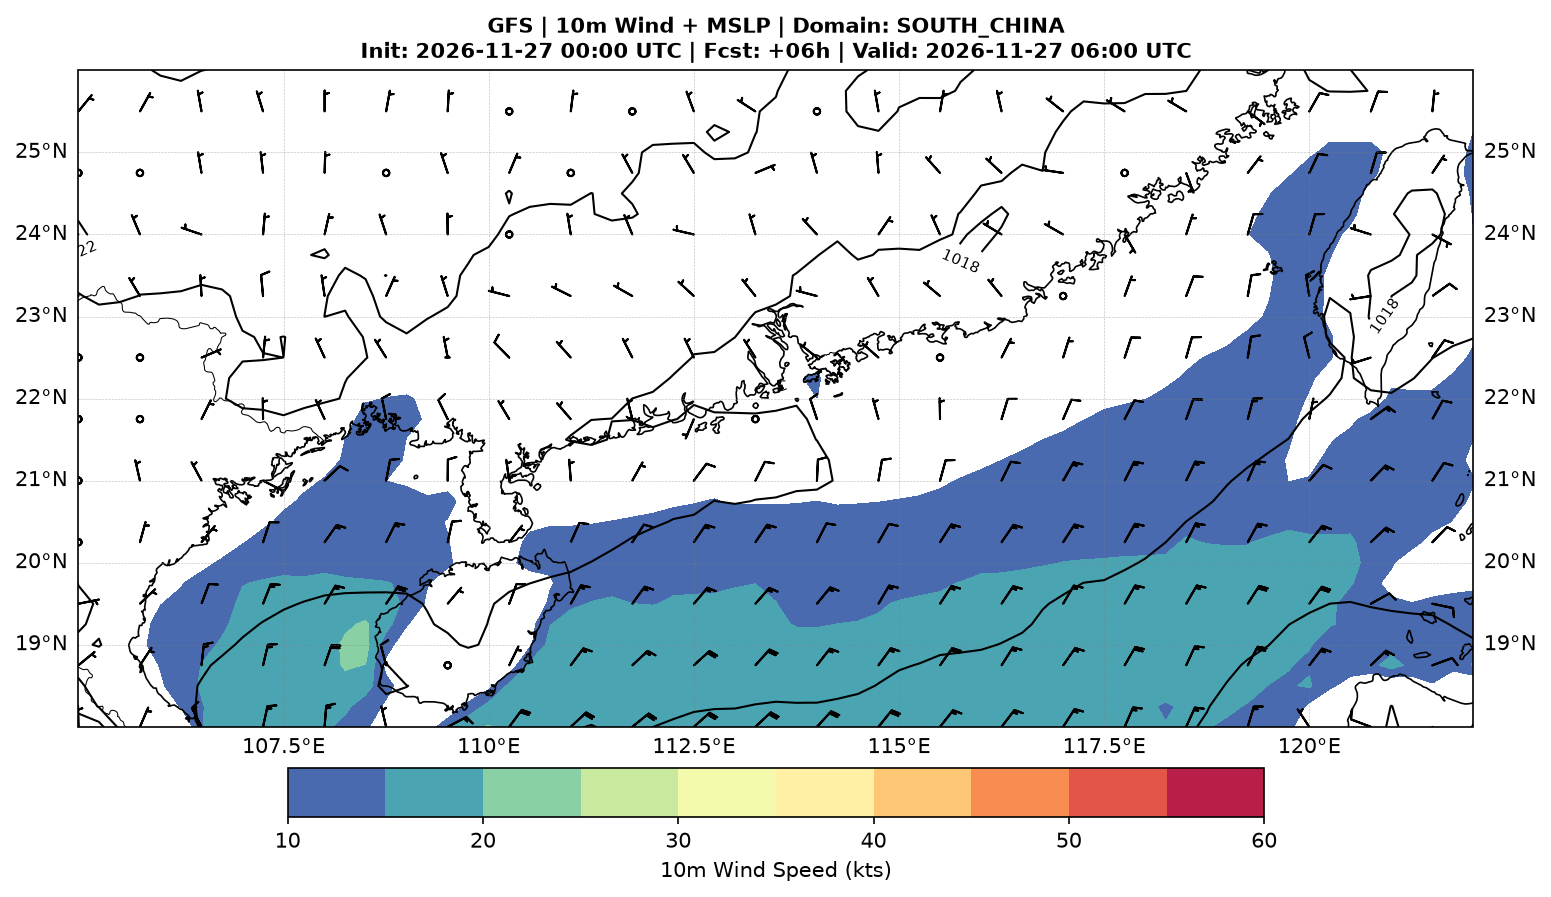 GFS | 10m Wind + MSLP | Domain: SOUTH_CHINA
Init: 2026-11-27 00:00 UTC | Fcst: +06h | Valid: 2026-11-27 06:00 UTC
25°N 25°N
24°N 24°N
22
1018
23°N 23°N
1018
22°N 22°N
21°N 21°N
20°N 20°N
19°N 19°N
107.5°E 110°E 112.5°E 115°E 117.5°E 120°E
10 20 30 40 50 60
10m Wind Speed (kts)